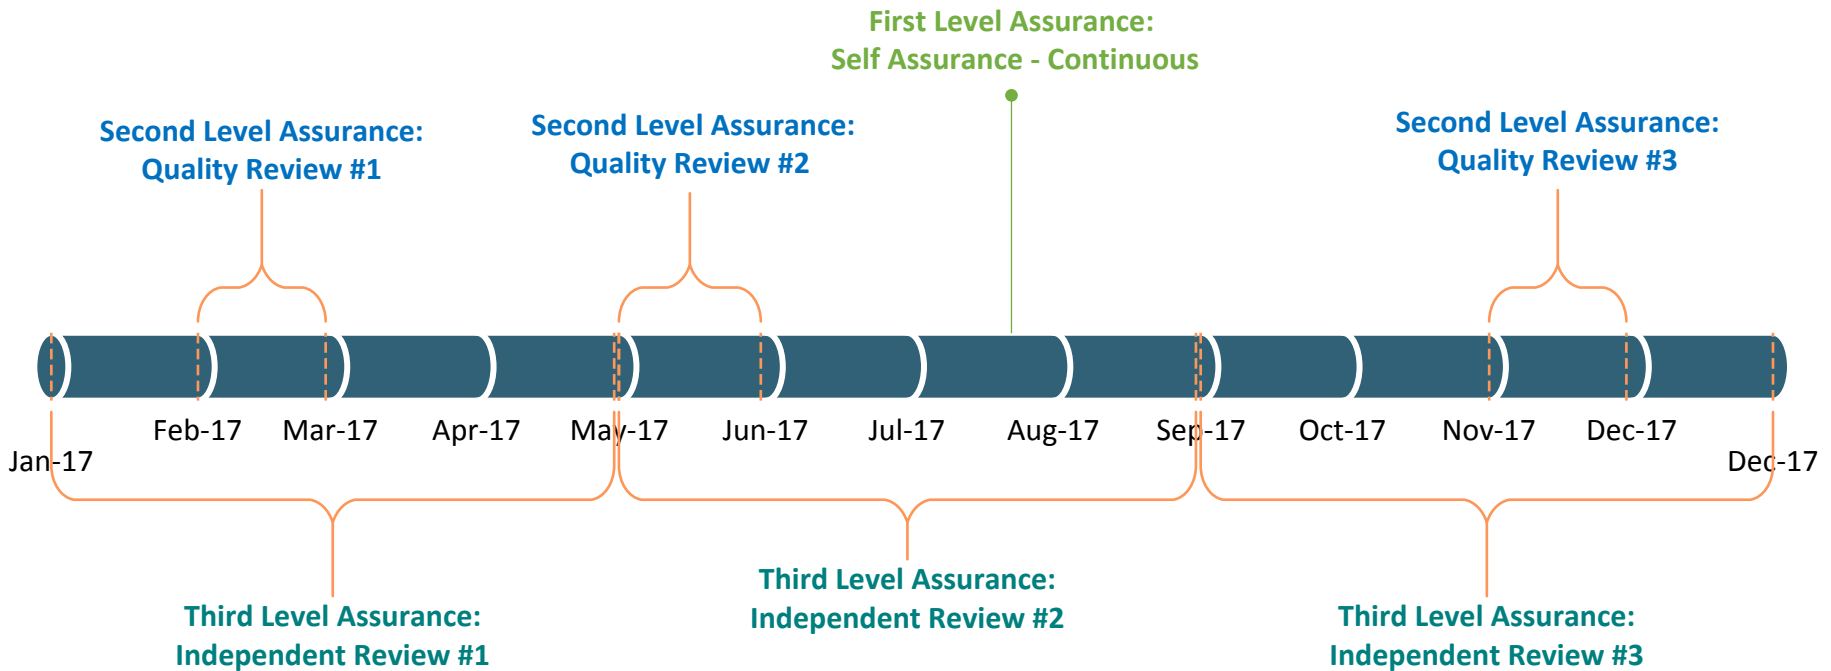 First Level Assurance:
Self Assurance - Continuous
Second Level Assurance:
Quality Review #1
Second Level Assurance:
Quality Review #2
Second Level Assurance:
Quality Review #3
Feb-17
Mar-17
Apr-17
May-17
Jun-17
Jul-17
Aug-17
Sep-17
Oct-17
Nov-17
Dec-17
Jan-17
Dec-17
Third Level Assurance:
Independent Review #1
Third Level Assurance:
Independent Review #2
Third Level Assurance:
Independent Review #3